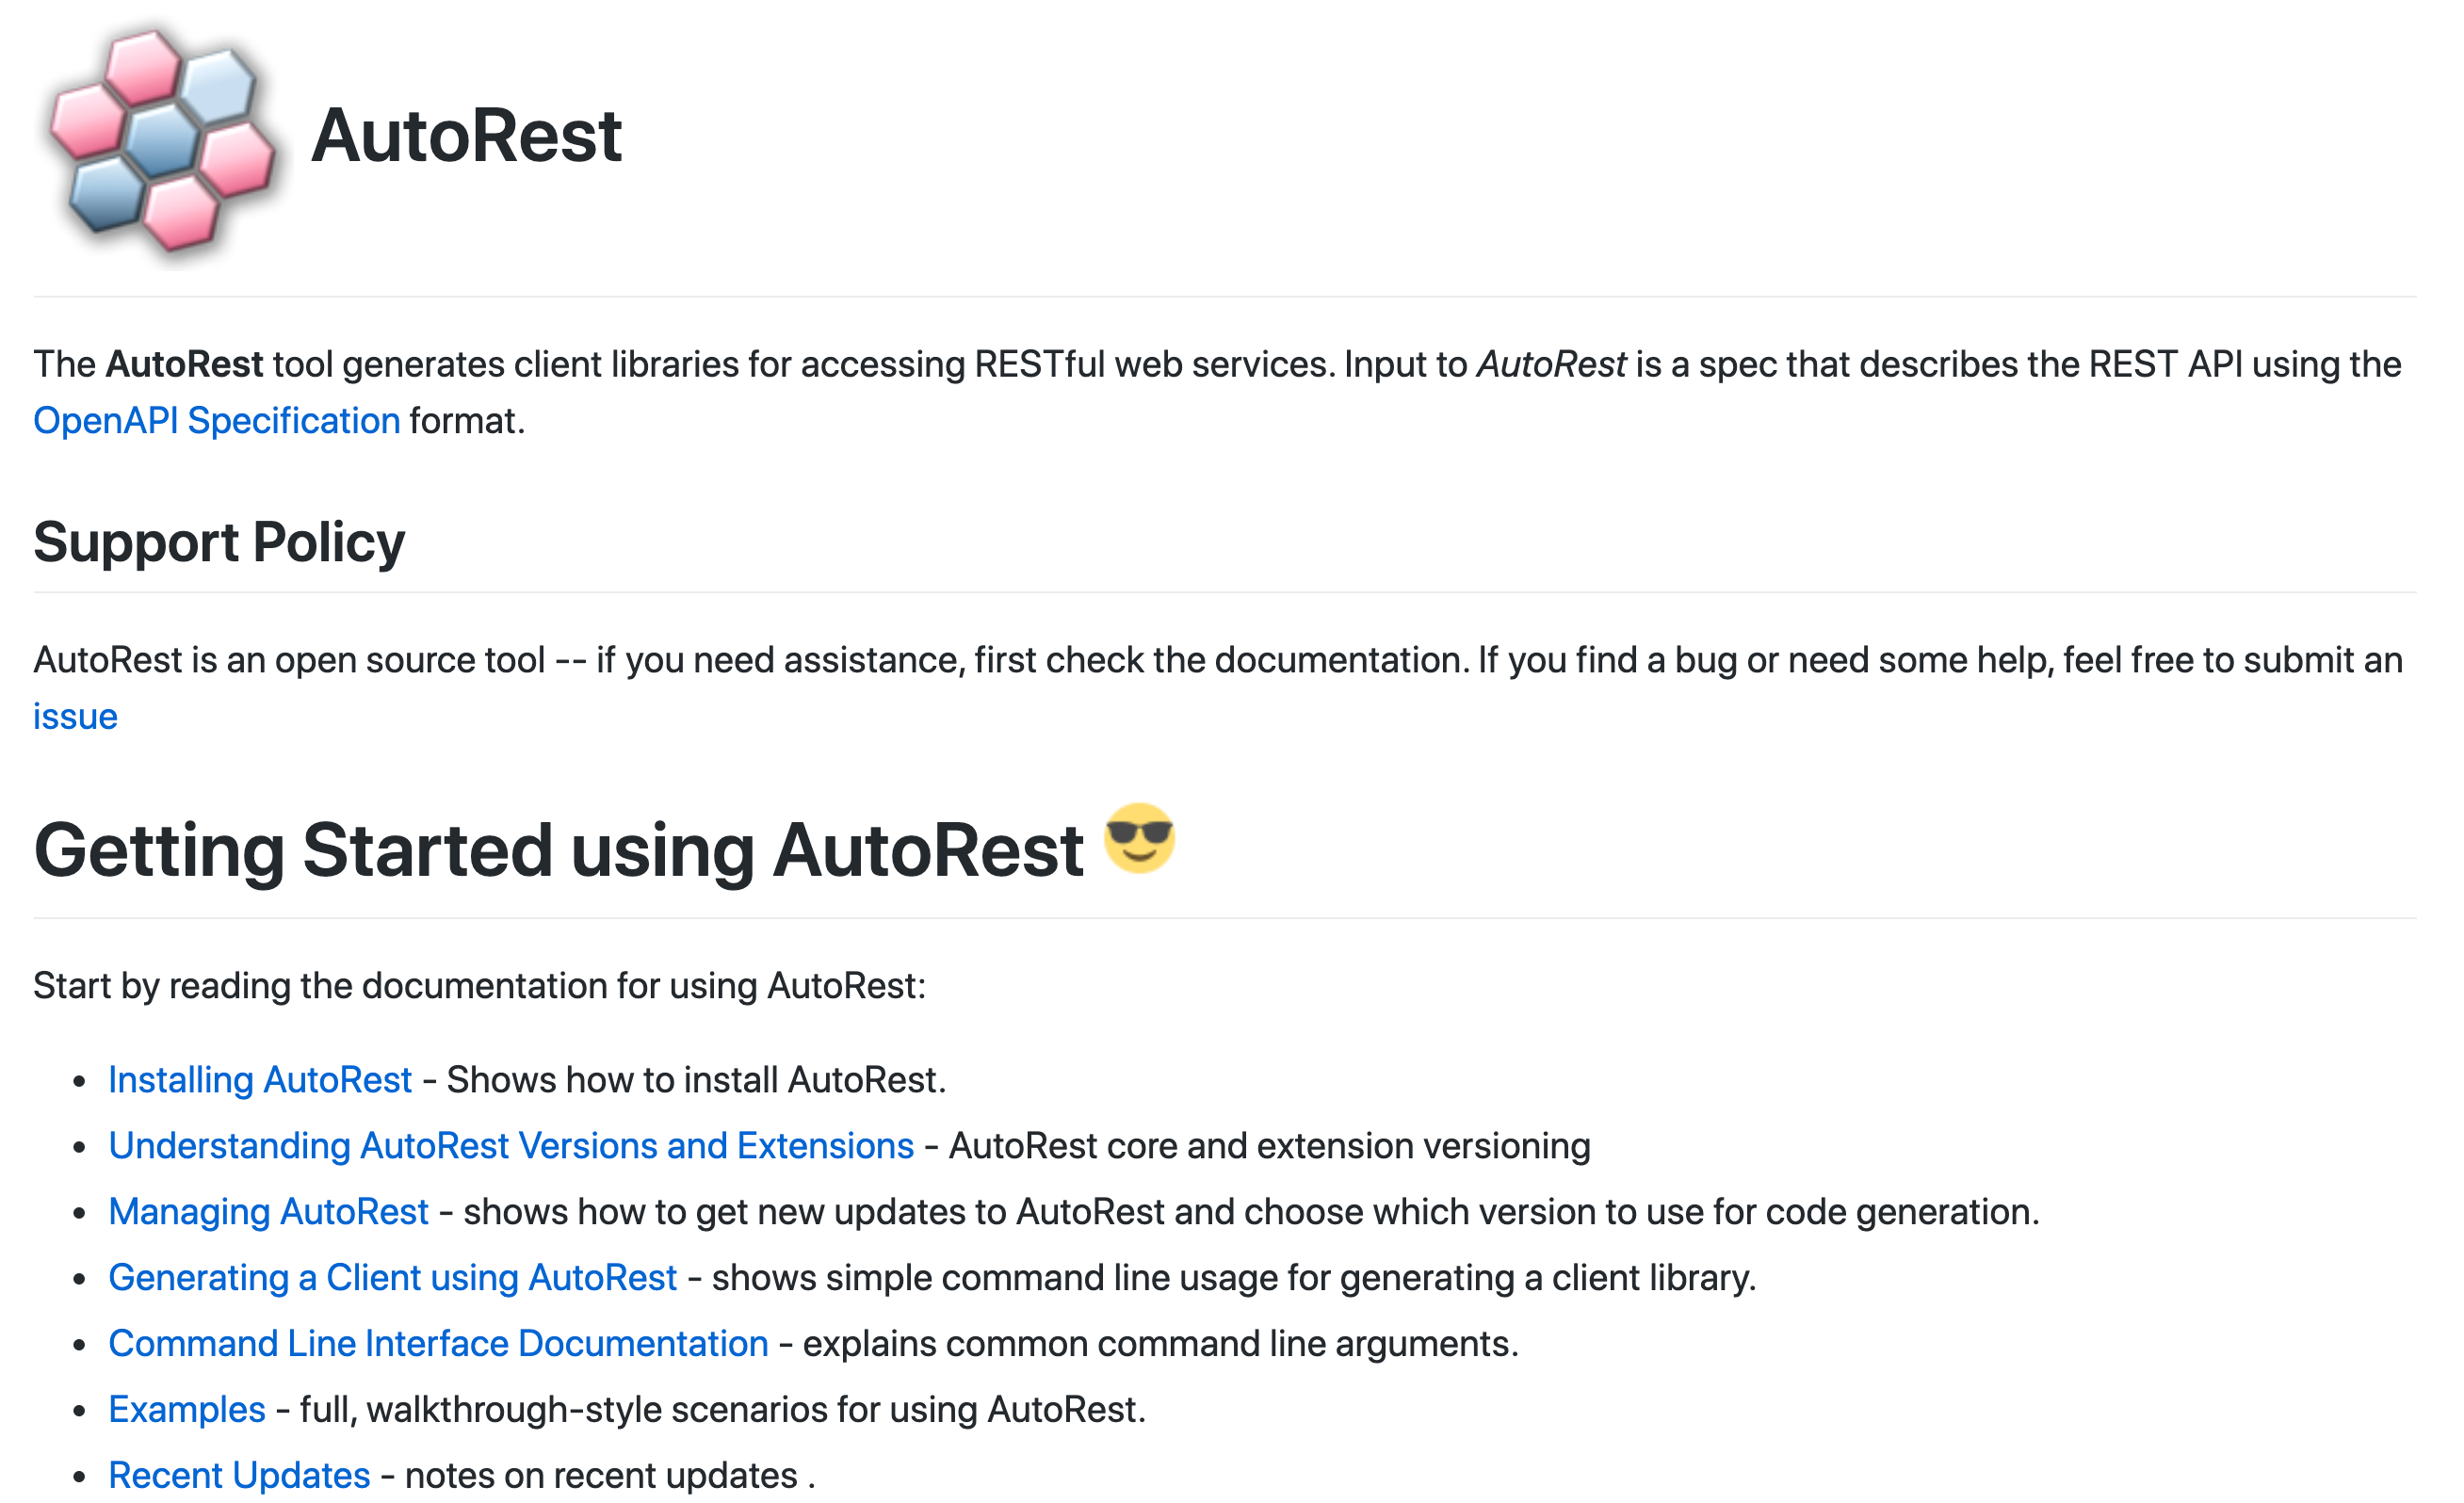 AutoRest
The AutoRest tool generates client libraries for accessing RESTful web services. Input to AutoRest is a spec that describes the REST API using the
OpenAPI Specification format.
Support Policy
AutoRest is an open source tool -- if you need assistance, first check the documentation. If you find a bug or need some help, feel free to submit an
issue
Getting Started using AutoRest 😎
Start by reading the documentation for using AutoRest:
• Installing AutoRest - Shows how to install AutoRest.
• Understanding AutoRest Versions and Extensions - AutoRest core and extension versioning
• Managing AutoRest - shows how to get new updates to AutoRest and choose which version to use for code generation.
• Generating a Client using AutoRest - shows simple command line usage for generating a client library.
• Command Line Interface Documentation - explains common command line arguments.
• Examples - full, walkthrough-style scenarios for using AutoRest.
• Recent Updates - notes on recent updates .